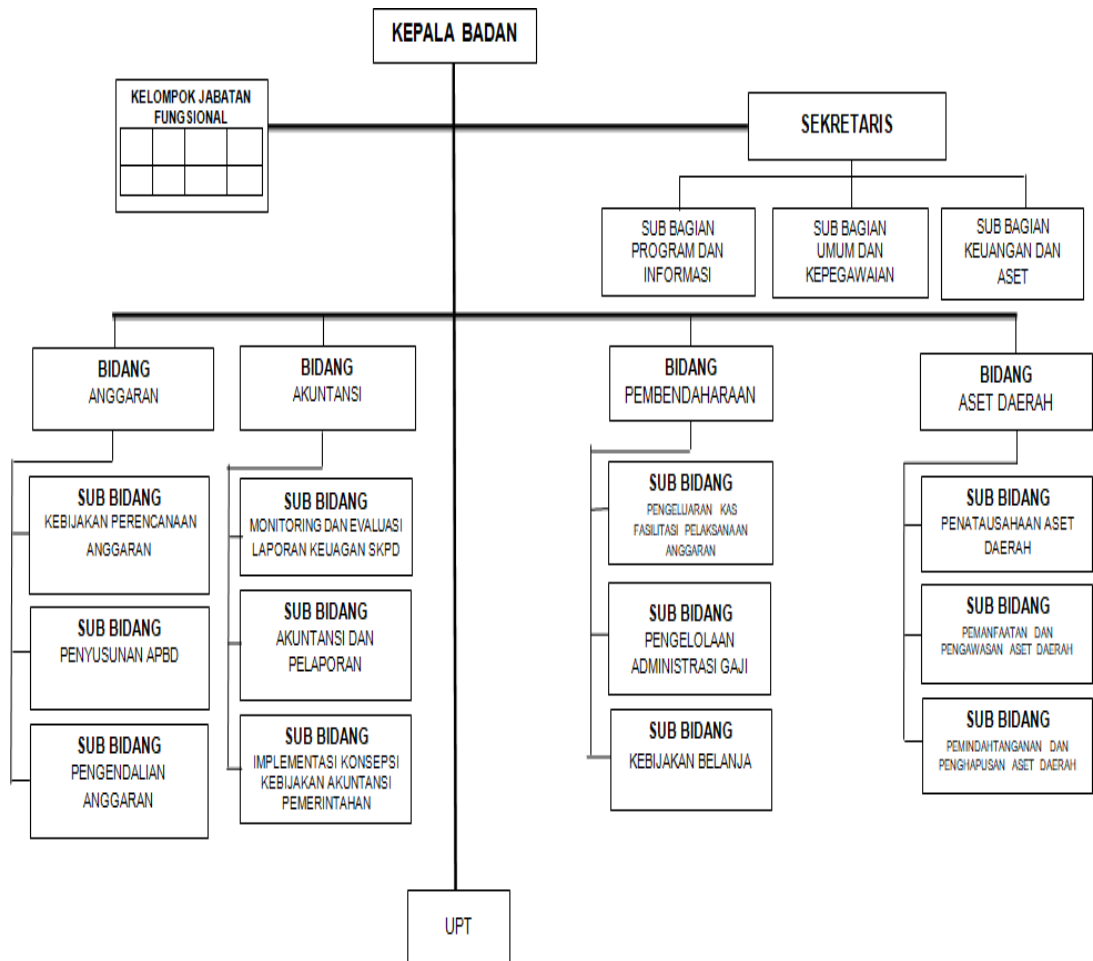 KEPALA BADAN
KELOMPOK JABATAN
FUNGSIONAL
SEKRETARIS
SUB BAGIAN
PROGRAM DAN
INFORMASI
SUB BAGIAN
UMUM DAN
KEPEGAWAIAN
SUB BAGIAN
KEUANGAN DAN
ASET
BIDANG
ANGGARAN
BIDANG
AKUNTANSI
BIDANG
PEMBENDAHARAAN
BIDANG
ASET DAERAH
SUB BIDANG
KEBIJAKAN PERENCANAAN
ANGGARAN
SUB BIDANG
PENYUSUNAN APBD
SUB BIDANG
PENGENDALIAN
ANGGARAN
SUB BIDANG
MONITORING DAN EVALUASI
LAPORAN KEUAGAN SKPD
SUB BIDANG
AKUNTANSI DAN
PELAPORAN
SUB BIDANG
IMPLEMENTASI KONSEPSI
KEBIJAKAN AKUNTANSI
PEMERINTAHAN
SUB BIDANG
PENGELUARAN KAS
FASILITASI PELAKSANAAN
ANGGARAN
SUB BIDANG
PENGELOLAAN
ADMINISTRASI GAJI
SUB BIDANG
KEBIJAKAN BELANJA
SUB BIDANG
PENATAUSAHAAN ASET
DAERAH
SUB BIDANG
PEMANFAATAN DAN
PENGAWASAN ASET DAERAH
SUB BIDANG
PEMINDAHTANGANAN DAN
PENGHAPUSAN ASET DAERAH
UPT